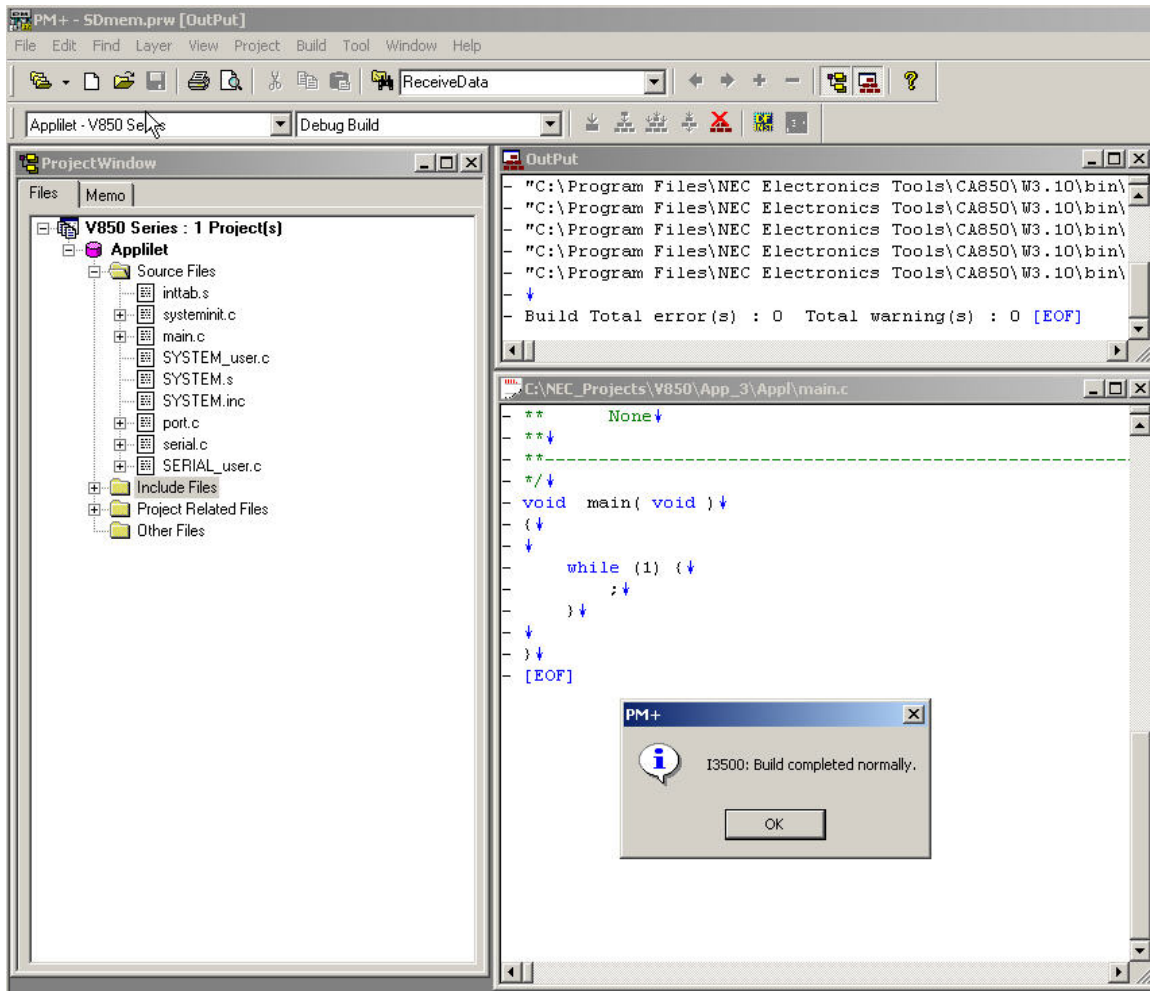 PM+ - SDmem.prw [OutPut]
File Edit Find Layer View Project Build Tool Window Help
ReceiveData
Applilet - V850 Series Debug Build
ProjectWindow
Files Memo
V850 Series : 1 Project(s)
Applilet
Source Files
inttab.s
systeminit.c
main.c
SYSTEM_user.c
SYSTEM.s
SYSTEM.inc
port.c
serial.c
SERIAL_user.c
Include Files
Project Related Files
Other Files
OutPut
- "C:\Program Files\NEC Electronics Tools\CA850\W3.10\bin\
- "C:\Program Files\NEC Electronics Tools\CA850\W3.10\bin\
- "C:\Program Files\NEC Electronics Tools\CA850\W3.10\bin\
- "C:\Program Files\NEC Electronics Tools\CA850\W3.10\bin\
- "C:\Program Files\NEC Electronics Tools\CA850\W3.10\bin\
- ↓
- Build Total error(s) : 0 Total warning(s) : 0 [EOF]
C:\NEC_Projects\V850\App_3\Appl\main.c
- ** None↓
- **↓
- **------------------------------------------------------
- */↓
- void main( void )↓
- {↓
- ↓
- while (1) {↓
- ;↓
- }↓
- ↓
- }↓
- [EOF]
PM+
I3500: Build completed normally.
OK